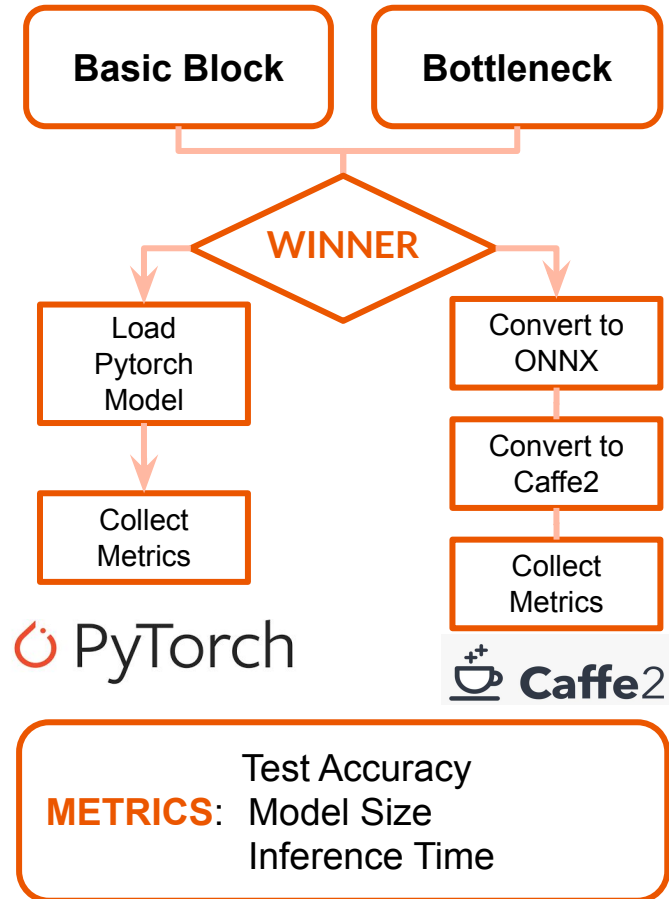 Basic Block
Bottleneck
WINNER
Load
Pytorch
Model
Collect
Metrics
PyTorch
Convert to
ONNX
Convert to
Caffe2
Collect
Metrics
Caffe2
Test Accuracy
METRICS: Model Size
Inference Time